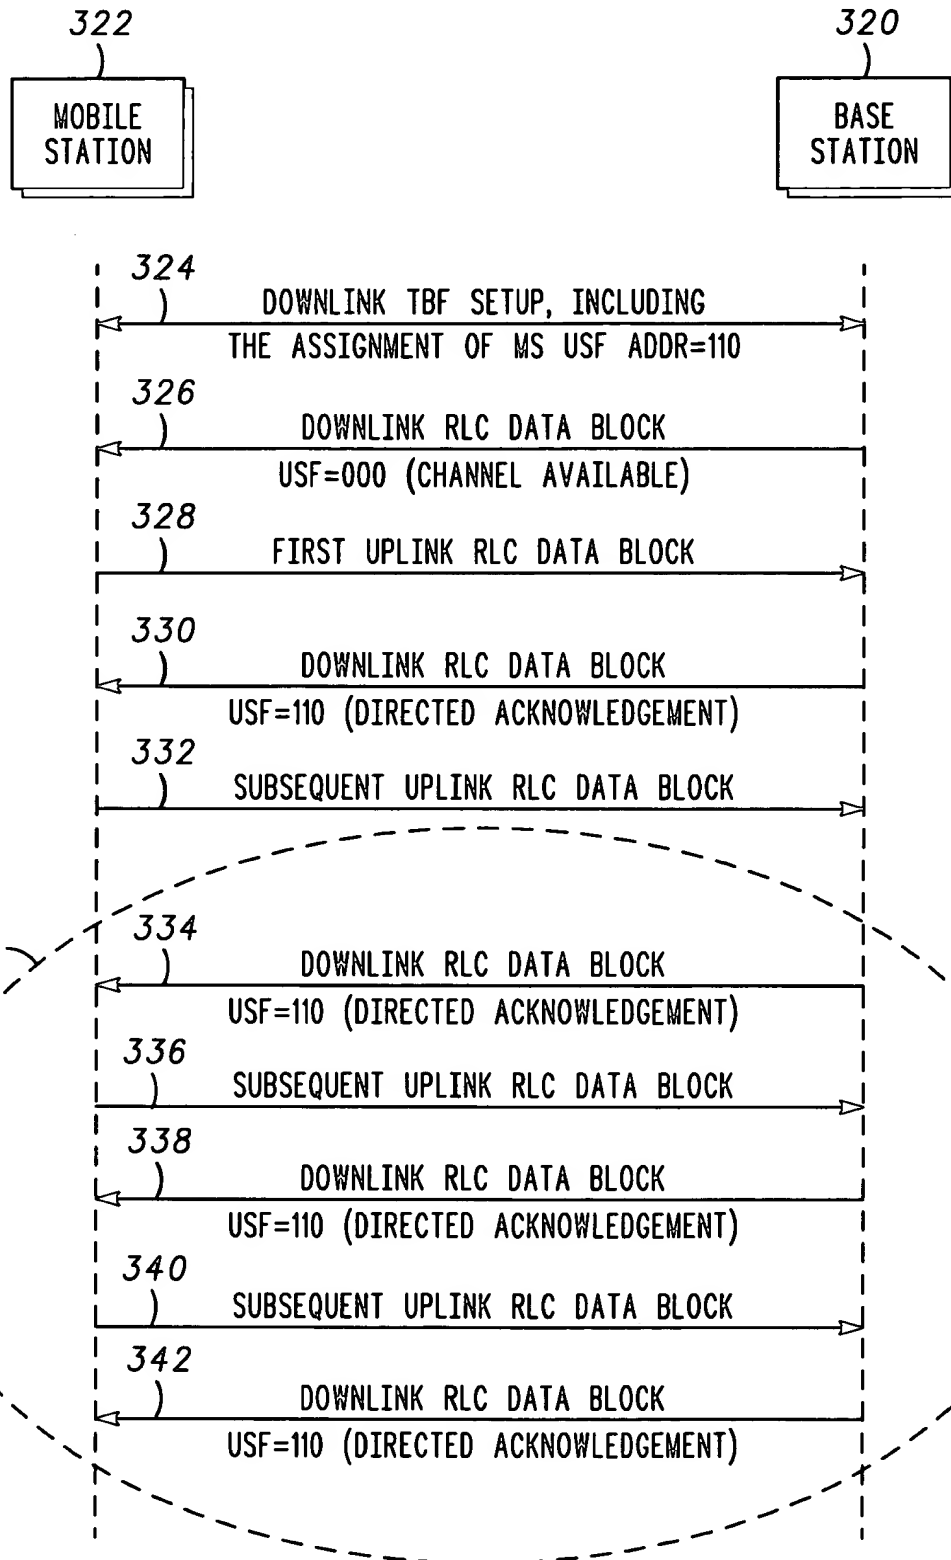 322
320
MOBILE
STATION
BASE
STATION
324
DOWNLINK TBF SETUP, INCLUDING
THE ASSIGNMENT OF MS USF ADDR=110
326
DOWNLINK RLC DATA BLOCK
USF=000 (CHANNEL AVAILABLE)
328
FIRST UPLINK RLC DATA BLOCK
330
DOWNLINK RLC DATA BLOCK
USF=110 (DIRECTED ACKNOWLEDGEMENT)
332
SUBSEQUENT UPLINK RLC DATA BLOCK
334
DOWNLINK RLC DATA BLOCK
USF=110 (DIRECTED ACKNOWLEDGEMENT)
336
SUBSEQUENT UPLINK RLC DATA BLOCK
338
DOWNLINK RLC DATA BLOCK
USF=110 (DIRECTED ACKNOWLEDGEMENT)
340
SUBSEQUENT UPLINK RLC DATA BLOCK
342
DOWNLINK RLC DATA BLOCK
USF=110 (DIRECTED ACKNOWLEDGEMENT)